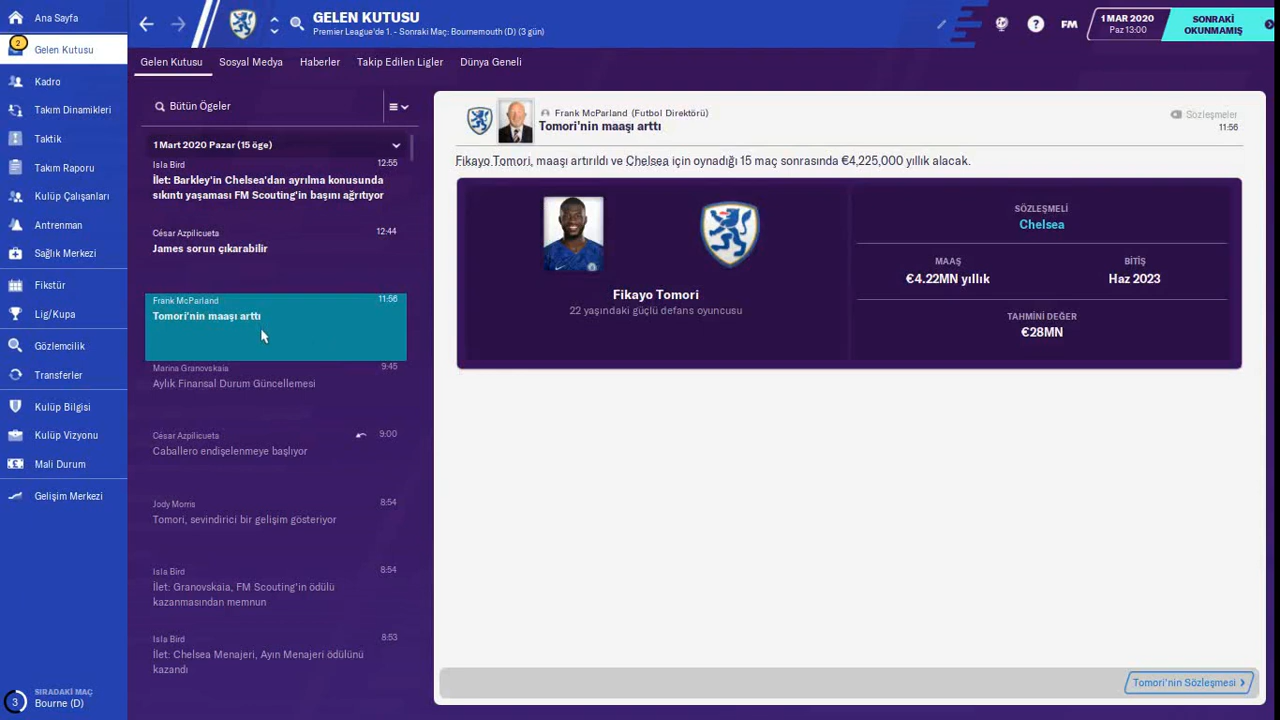 Ana Sayfa
2
Gelen Kutusu
Kadro
Takım Dinamikleri
Taktik
Takım Raporu
Kulüp Çalışanları
Antrenman
Sağlık Merkezi
Fikstür
Lig/Kupa
Gözlemcilik
Transferler
Kulüp Bilgisi
Kulüp Vizyonu
Mali Durum
Gelişim Merkezi
3
SIRADAKİ MAÇ
Bourne (D)
GELEN KUTUSU
Premier League'de 1. - Sonraki Maç: Bournemouth (D) (3 gün)
?
FM
1 MAR 2020
Paz 13:00
SONRAKİ
OKUNMAMIŞ
Gelen Kutusu
Sosyal Medya
Haberler
Takip Edilen Ligler
Dünya Geneli
Bütün Ögeler
1 Mart 2020 Pazar (15 öge)
Isla Bird 12:55
İlet: Barkley'in Chelsea'dan ayrılma konusunda
sıkıntı yaşaması FM Scouting'in başını ağrıtıyor
César Azpilicueta 12:44
James sorun çıkarabilir
Frank McParland 11:56
Tomori'nin maaşı arttı
Marina Granovskaia 9:45
Aylık Finansal Durum Güncellemesi
César Azpilicueta 9:00
Caballero endişelenmeye başlıyor
Jody Morris 8:54
Tomori, sevindirici bir gelişim gösteriyor
Isla Bird 8:54
İlet: Granovskaia, FM Scouting'in ödülü
kazanmasından memnun
Isla Bird 8:53
İlet: Chelsea Menajeri, Ayın Menajeri ödülünü
kazandı
Frank McParland (Futbol Direktörü)
Tomori'nin maaşı arttı
Sözleşmeler
11:56
Fikayo Tomori, maaşı artırıldı ve Chelsea için oynadığı 15 maç sonrasında €4,225,000 yıllık alacak.
Fikayo Tomori
22 yaşındaki güçlü defans oyuncusu
SÖZLEŞMELİ
Chelsea
MAAŞ
€4.22MN yıllık
BİTİŞ
Haz 2023
TAHMİNİ DEĞER
€28MN
Tomori'nin Sözleşmesi